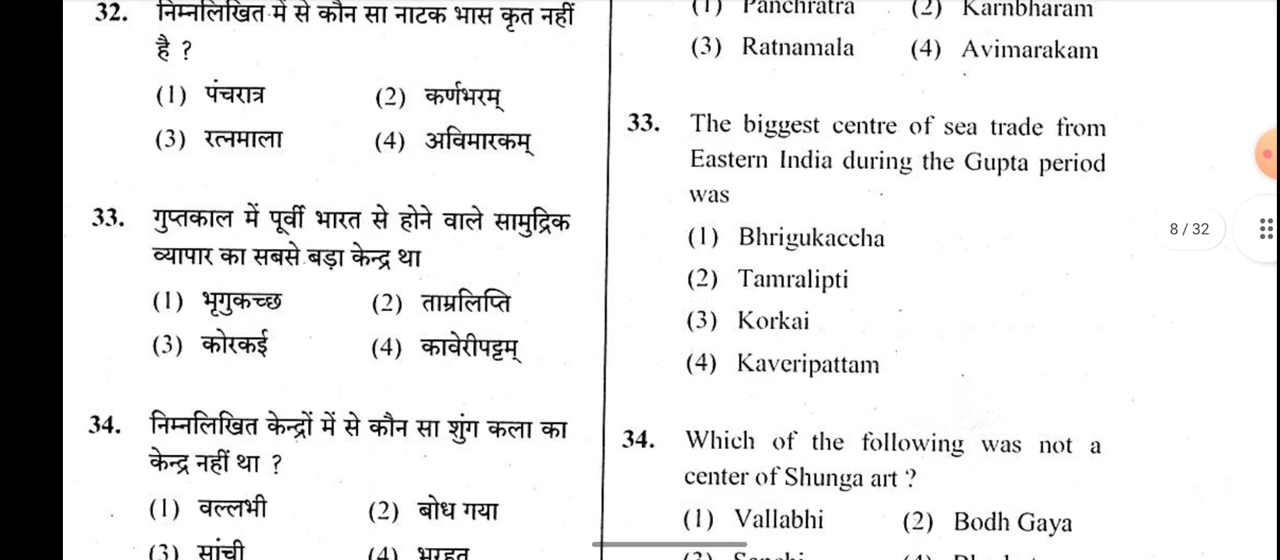 32. निम्नलिखित में से कौन सा नाटक भास कृत नहीं
है ?
(1) पंचरात्र (2) कर्णभरम्
(3) रत्नमाला (4) अविमारकम्
33. गुप्तकाल में पूर्वी भारत से होने वाले सामुद्रिक
व्यापार का सबसे बड़ा केन्द्र था
(1) भृगुकच्छ (2) ताम्रलिप्ति
(3) कोरकई (4) कावेरीपट्टम्
34. निम्नलिखित केन्द्रों में से कौन सा शुंग कला का
केन्द्र नहीं था ?
(1) वल्लभी (2) बोध गया
(3) सांची (4) भरहुत
(1) Panchratra (2) Karnbharam
(3) Ratnamala (4) Avimarakam
33. The biggest centre of sea trade from
Eastern India during the Gupta period
was
(1) Bhrigukaccha
(2) Tamralipti
(3) Korkai
(4) Kaveripattam
34. Which of the following was not a
center of Shunga art ?
(1) Vallabhi (2) Bodh Gaya
8 / 32